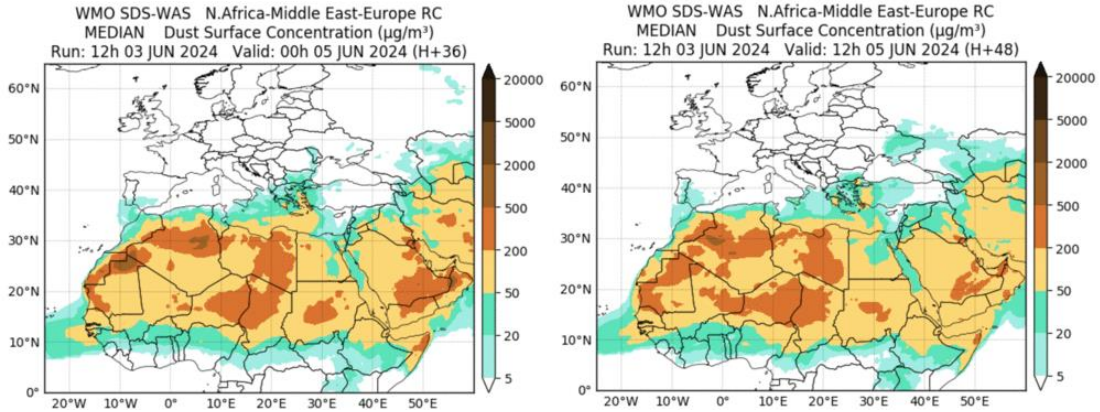 WMO SDS-WAS N.Africa-Middle East-Europe RC
MEDIAN Dust Surface Concentration (µg/m³)
Run: 12h 03 JUN 2024 Valid: 00h 05 JUN 2024 (H+36)
60°N
50°N
40°N
30°N
20°N
10°N
0°
20°W
10°W
0°
10°E
20°E
30°E
40°E
50°E
20000
5000
2000
500
200
50
20
5
WMO SDS-WAS N.Africa-Middle East-Europe RC
MEDIAN Dust Surface Concentration (µg/m³)
Run: 12h 03 JUN 2024 Valid: 12h 05 JUN 2024 (H+48)
60°N
50°N
40°N
30°N
20°N
10°N
0°
20°W
10°W
0°
10°E
20°E
30°E
40°E
50°E
20000
5000
2000
500
200
50
20
5